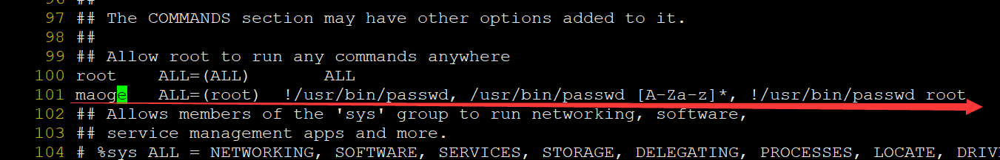 96 ##
97 ## The COMMANDS section may have other options added to it.
98 ##
99 ## Allow root to run any commands anywhere
100 root    ALL=(ALL)       ALL
101 maoge   ALL=(root)  !/usr/bin/passwd, /usr/bin/passwd [A-Za-z]*, !/usr/bin/passwd root
102 ## Allows members of the 'sys' group to run networking, software,
103 ## service management apps and more.
104 # %sys ALL = NETWORKING, SOFTWARE, SERVICES, STORAGE, DELEGATING, PROCESSES, LOCATE, DRIV